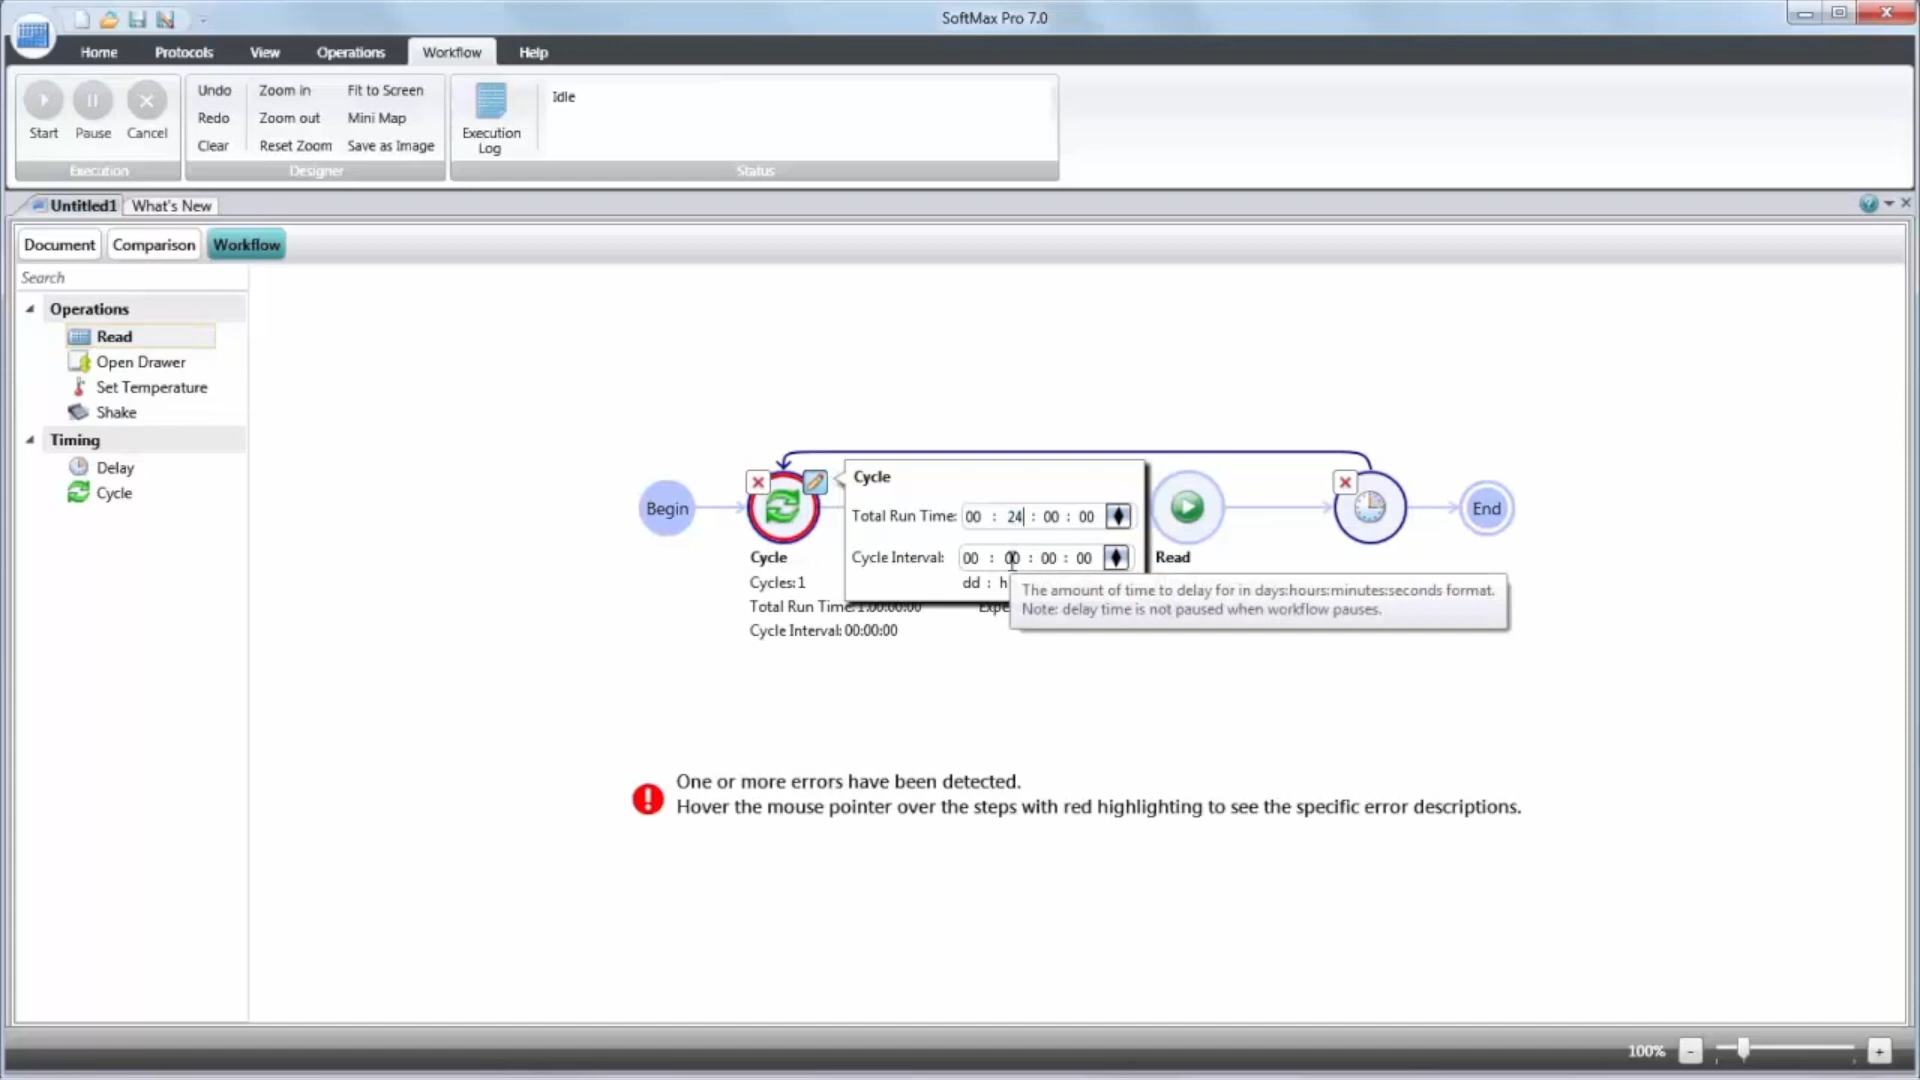 SoftMax Pro 7.0
Home Protocols View Operations Workflow Help
Undo Zoom in Fit to Screen
Idle
Start Pause Cancel
Redo Zoom out Mini Map
Execution Log
Clear Reset Zoom Save as Image
Execution Designer Status
Untitled1 What's New
Document Comparison Workflow
Search
Operations
Read
Open Drawer
Set Temperature
Shake
Timing
Delay
Cycle
Begin
Cycle
Total Run Time: 00 : 24 : 00 : 00
Cycle Interval: 00 : 00 : 00 : 00
dd : h
End
Cycle
Cycles: 1
Total Run Time: 1.00:00:00
Cycle Interval: 00:00:00
Expe
Read
The amount of time to delay for in days:hours:minutes:seconds format.
Note: delay time is not paused when workflow pauses.
One or more errors have been detected.
Hover the mouse pointer over the steps with red highlighting to see the specific error descriptions.
100% - +